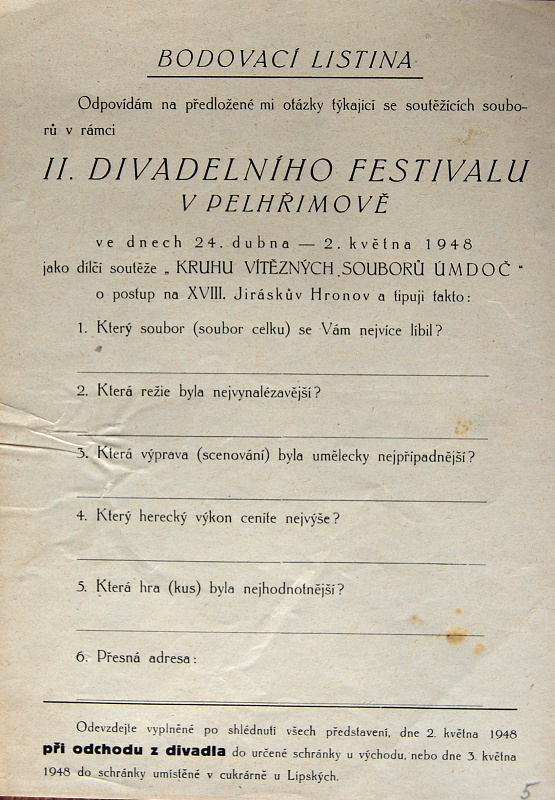 BODOVACÍ LISTINA
Odpovídám na předložené mi otázky týkající se soutěžících soubo-
rů v rámci
II. DIVADELNÍHO FESTIVALU
V PELHŘIMOVĚ
ve dnech 24. dubna — 2. května 1948
jako dílčí soutěže „ KRUHU VÍTĚZNÝCH SOUBORŮ ÚMDOČ "
o postup na XVIII. Jiráskův Hronov a tipuji takto:
1. Který soubor (soubor celku) se Vám nejvíce líbil?
2. Která režie byla nejvynalézavější?
3. Která výprava (scenování) byla umělecky nejpřípadnější?
4. Který herecký výkon ceníte nejvýše?
5. Která hra (kus) byla nejhodnotnější?
6. Přesná adresa:
Odevzdejte vyplněné po shlédnutí všech představení, dne 2. května 1948
při odchodu z divadla do určené schránky u východu, nebo dne 3. května
1948 do schránky umístěné v cukrárně u Lipských.
5